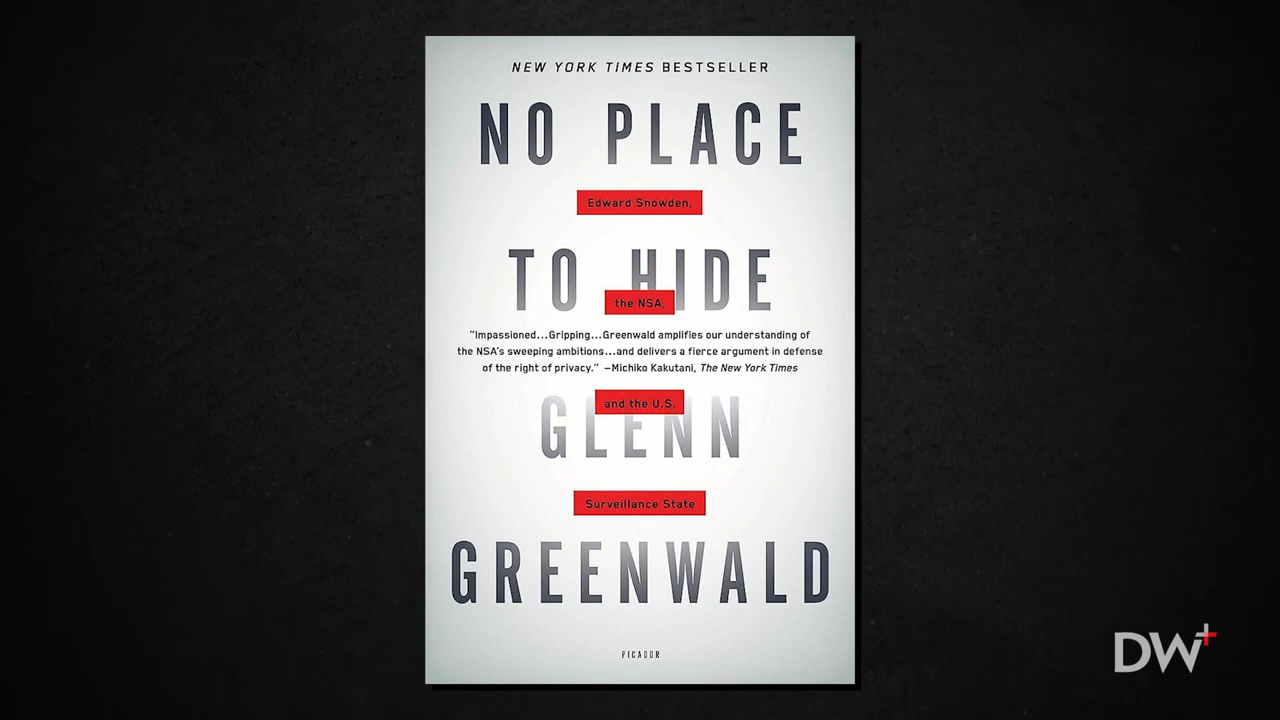 NEW YORK TIMES BESTSELLER
NO PLACE
Edward Snowden,
TO HIDE
the NSA,
"Impassioned...Gripping...Greenwald amplifies our understanding of
the NSA's sweeping ambitions...and delivers a fierce argument in defense
of the right of privacy." –Michiko Kakutani, The New York Times
and the U.S.
GLENN
Surveillance State
GREENWALD
PICADOR
DW+